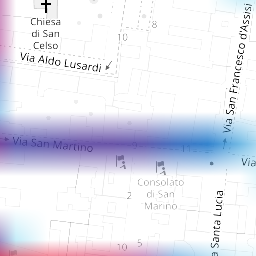 Chiesa
di San
Celso
8
10
Via Aldo Lusardi
Via San Francesco d'Assisi
Via San Martino
Via
Consolato
di San
Marino
2
a Santa Lucia
10
5